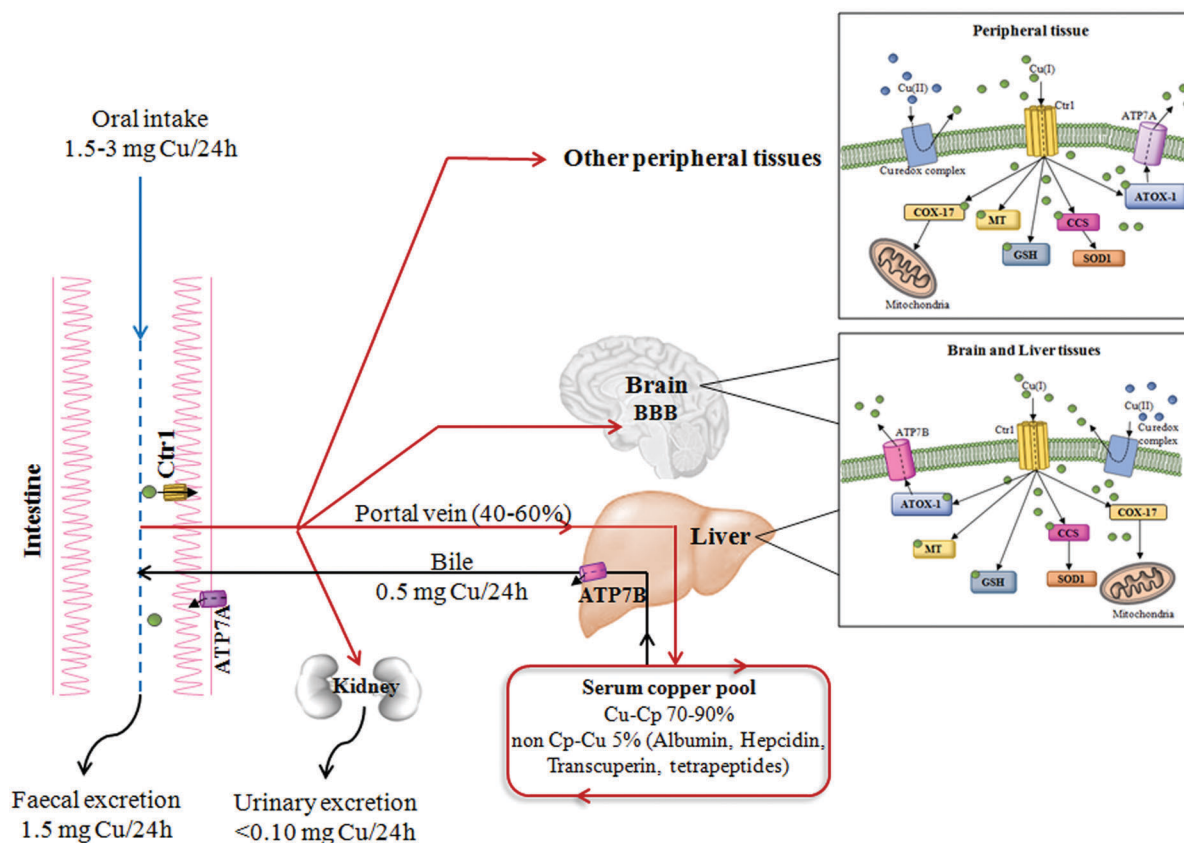 Oral intake
1.5-3 mg Cu/24h
Intestine
Ctr1
ATP7A
Faecal excretion
1.5 mg Cu/24h
Urinary excretion
<0.10 mg Cu/24h
Kidney
Portal vein (40-60%)
Bile
0.5 mg Cu/24h
Other peripheral tissues
Brain
BBB
Liver
ATP7B
Serum copper pool
Cu-Cp 70-90%
non Cp-Cu 5% (Albumin, Hepcidin,
Transcuperin, tetrapeptides)
Peripheral tissue
Cu(II)
Cu(I)
Ctr1
ATP7A
Cu redox complex
COX-17
MT
GSH
CCS
SOD1
ATOX-1
Mitochondria
Brain and Liver tissues
Cu(I)
Cu(II)
Cu redox
complex
Ctr1
ATP7B
ATOX-1
MT
GSH
CCS
SOD1
COX-17
Mitochondria